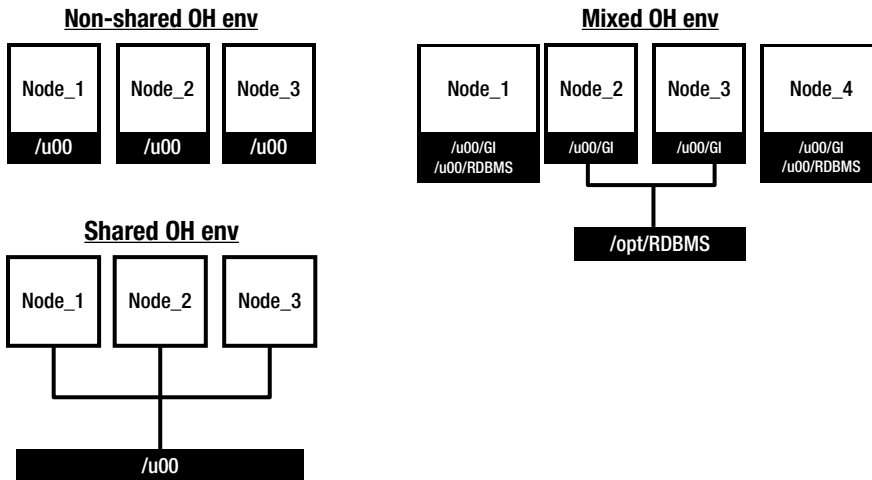 Non-shared OH env
Node_1
Node_2
Node_3
/u00
/u00
/u00
Shared OH env
Node_1
Node_2
Node_3
/u00
Mixed OH env
Node_1
Node_2
Node_3
Node_4
/u00/GI
/u00/RDBMS
/u00/GI
/u00/GI
/u00/GI
/u00/RDBMS
/opt/RDBMS